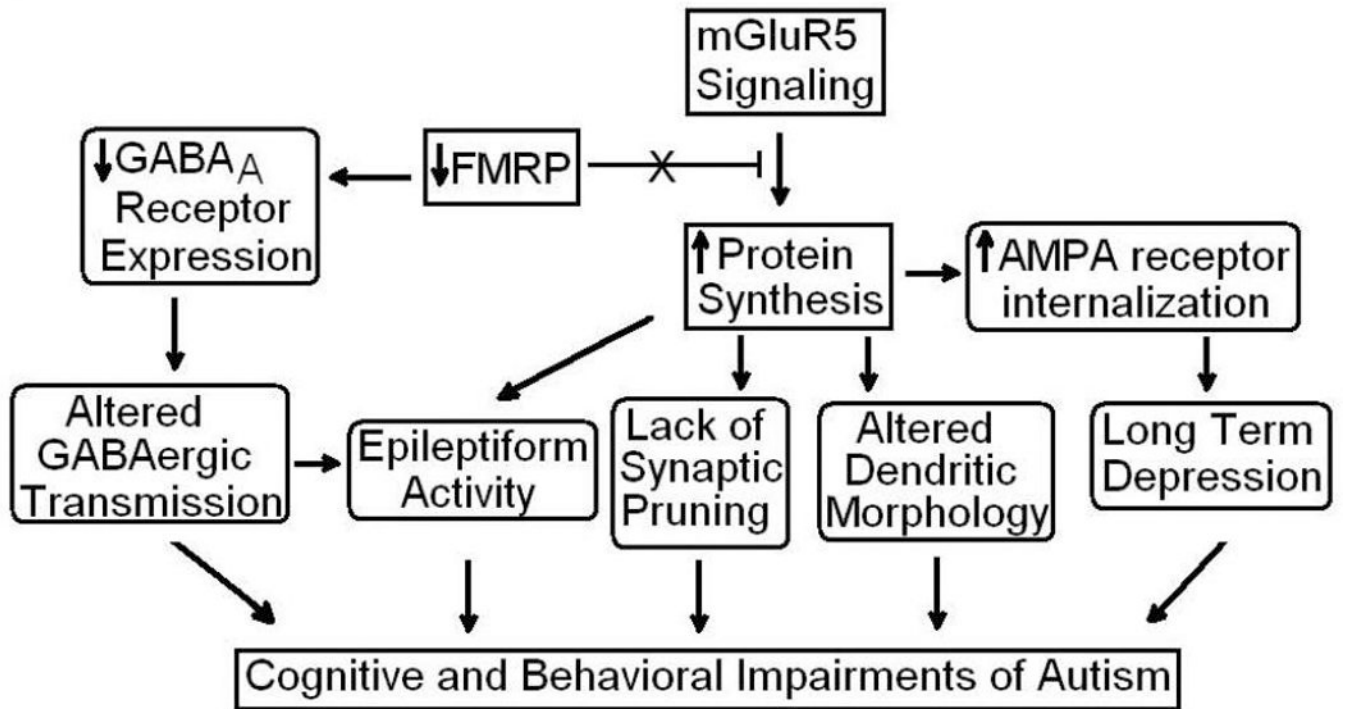 mGluR5
Signaling
↓GABA A
Receptor
Expression
↓FMRP
X
↑Protein
Synthesis
↑AMPA receptor
internalization
Altered
GABAergic
Transmission
Epileptiform
Activity
Lack of
Synaptic
Pruning
Altered
Dendritic
Morphology
Long Term
Depression
Cognitive and Behavioral Impairments of Autism